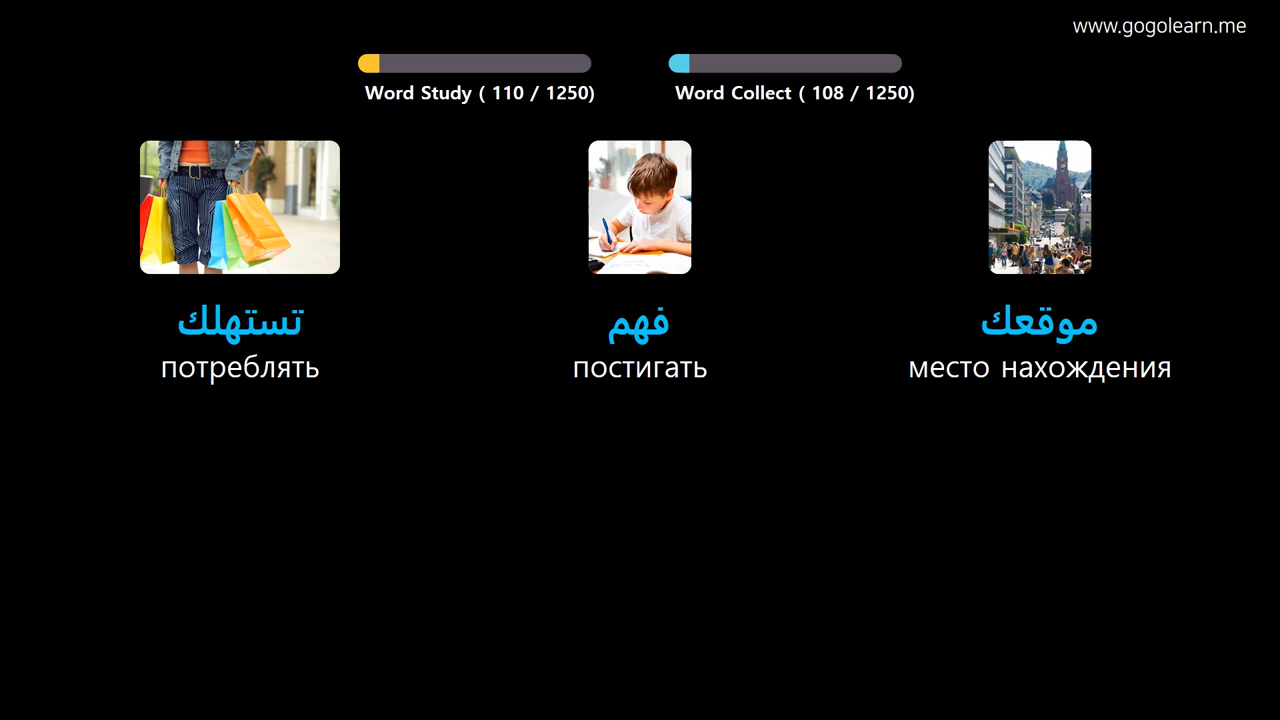 www.gogolearn.me
Word Study ( 110 / 1250)
Word Collect ( 108 / 1250)
تستهلك
فهم
موقعك
потреблять
постигать
место нахождения